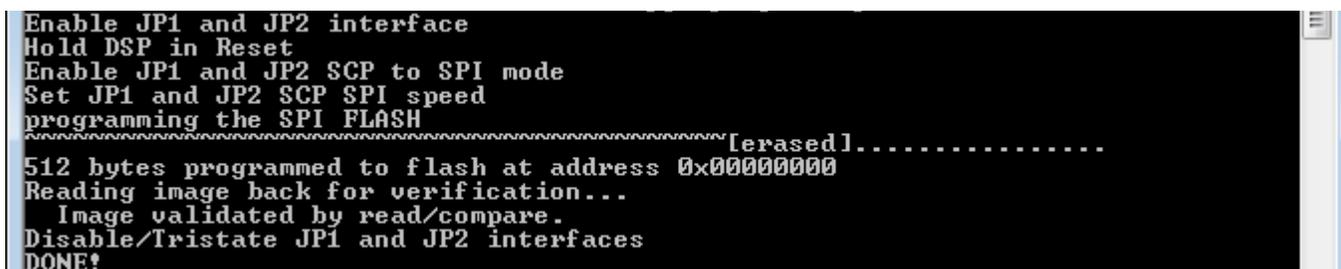 Enable JP1 and JP2 interface
Hold DSP in Reset
Enable JP1 and JP2 SCP to SPI mode
Set JP1 and JP2 SCP SPI speed
programming the SPI FLASH
~~~~~~~~~~~~~~~~~~~~~~~~~~~~~~~~~~~~~~~~~~~~~~~~~~~~[erased]................
512 bytes programmed to flash at address 0x00000000
Reading image back for verification...
  Image validated by read/compare.
Disable/Tristate JP1 and JP2 interfaces
DONE!